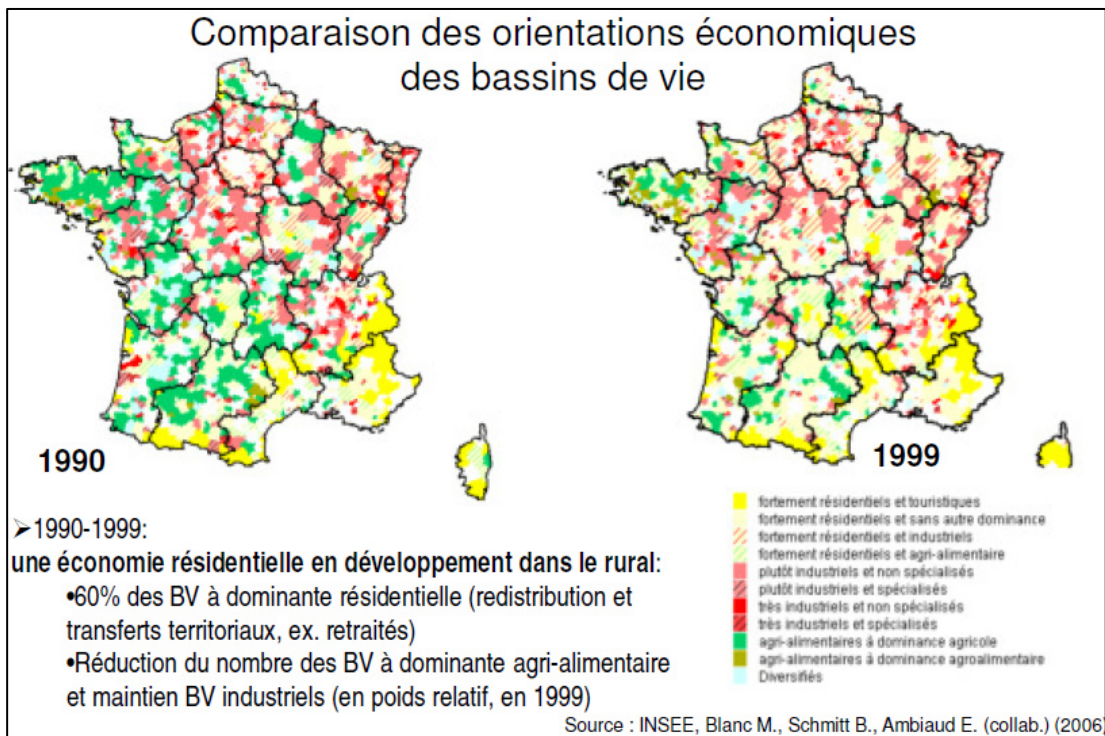 Comparaison des orientations économiques
des bassins de vie
1990
1999
fortement résidentiels et touristiques
fortement résidentiels et sans autre dominance
fortement résidentiels et industriels
fortement résidentiels et agri-alimentaire
plutôt industriels et non spécialisés
plutôt industriels et spécialisés
très industriels et non spécialisés
très industriels et spécialisés
agri-alimentaires à dominance agricole
agri-alimentaires à dominance agroalimentaire
Diversifiés
➢1990-1999:
une économie résidentielle en développement dans le rural:
•60% des BV à dominante résidentielle (redistribution et
transferts territoriaux, ex. retraités)
•Réduction du nombre des BV à dominante agri-alimentaire
et maintien BV industriels (en poids relatif, en 1999)
Source : INSEE, Blanc M., Schmitt B., Ambiaud E. (collab.) (2006)